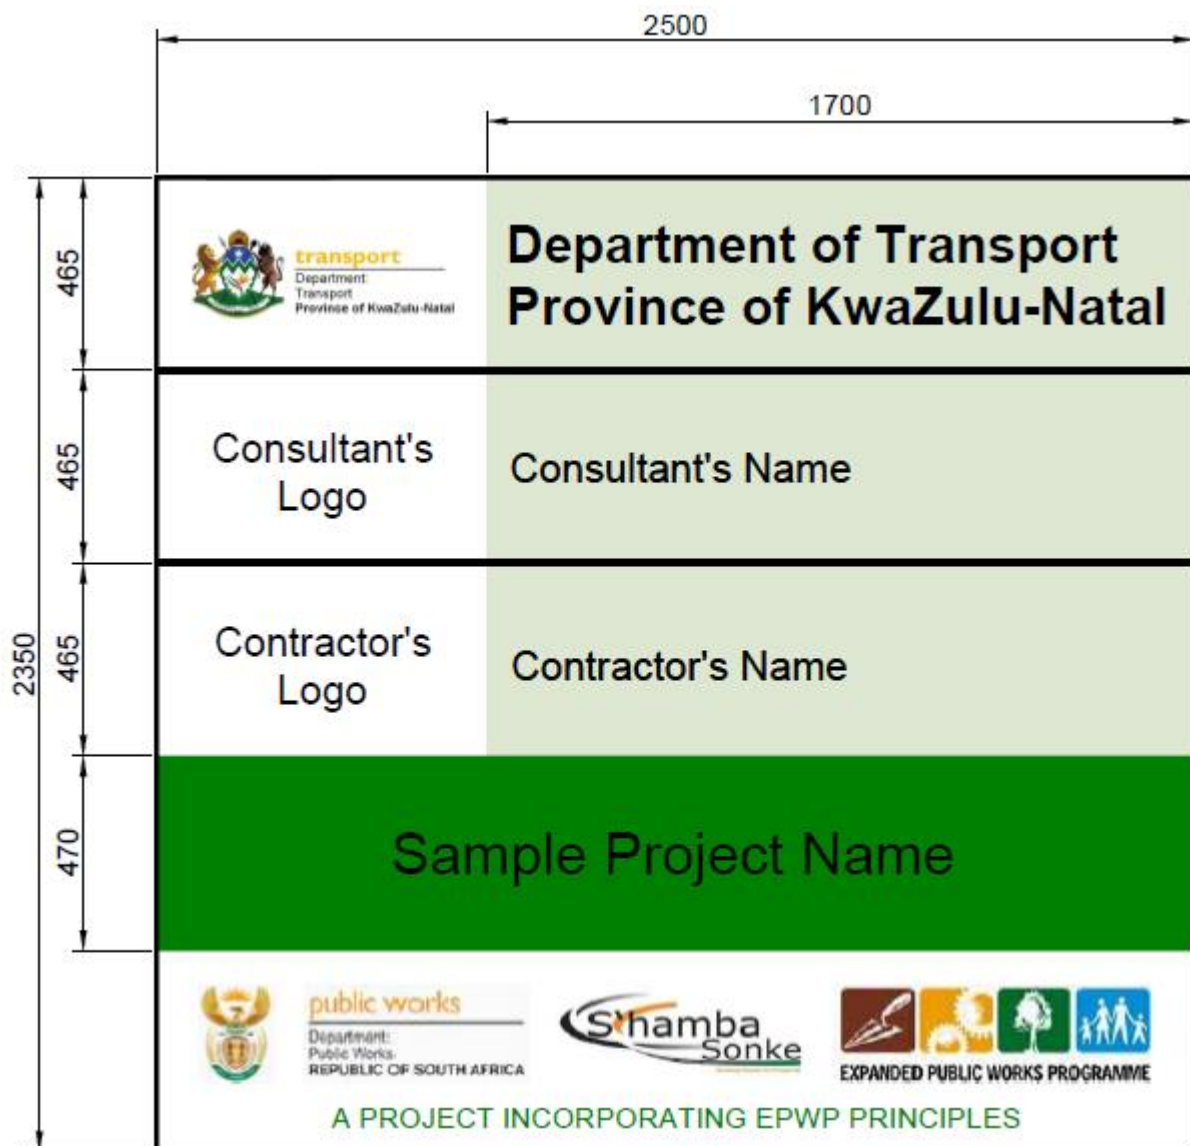 2500
1700
2350
465
transport
Department
Transport
Province of KwaZulu-Natal
Department of Transport
Province of KwaZulu-Natal
465
Consultant's
Logo
Consultant's Name
465
Contractor's
Logo
Contractor's Name
470
Sample Project Name
public works
Department:
Public Works
REPUBLIC OF SOUTH AFRICA
S'hamba
Sonke
EXPANDED PUBLIC WORKS PROGRAMME
A PROJECT INCORPORATING EPWP PRINCIPLES